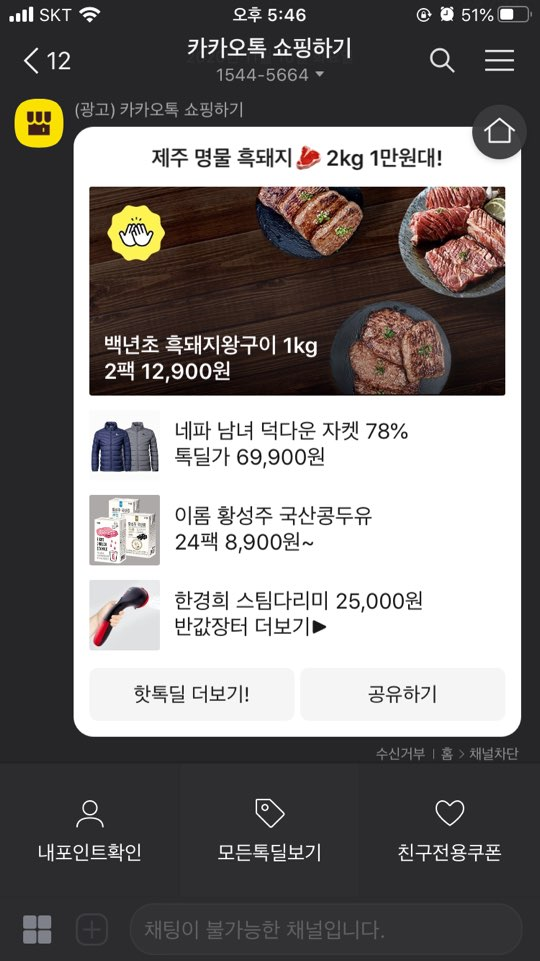 SKT 오후 5:46 51%
12 카카오톡 쇼핑하기
1544-5664
(광고) 카카오톡 쇼핑하기
제주 명물 흑돼지🥩 2kg 1만원대!
백년초 흑돼지왕구이 1kg
2팩 12,900원
네파 남녀 덕다운 자켓 78%
톡딜가 69,900원
이롬 황성주 국산콩두유
24팩 8,900원~
한경희 스팀다리미 25,000원
반값장터 더보기▶
핫톡딜 더보기! 공유하기
수신거부 | 홈 > 채널차단
내포인트확인 모든톡딜보기 친구전용쿠폰
채팅이 불가능한 채널입니다.